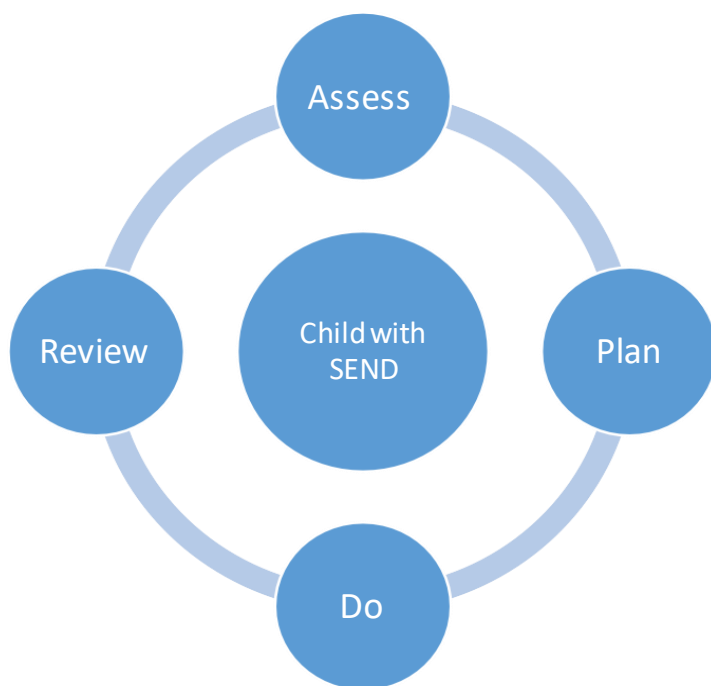 Assess
Review
Child with
SEND
Plan
Do